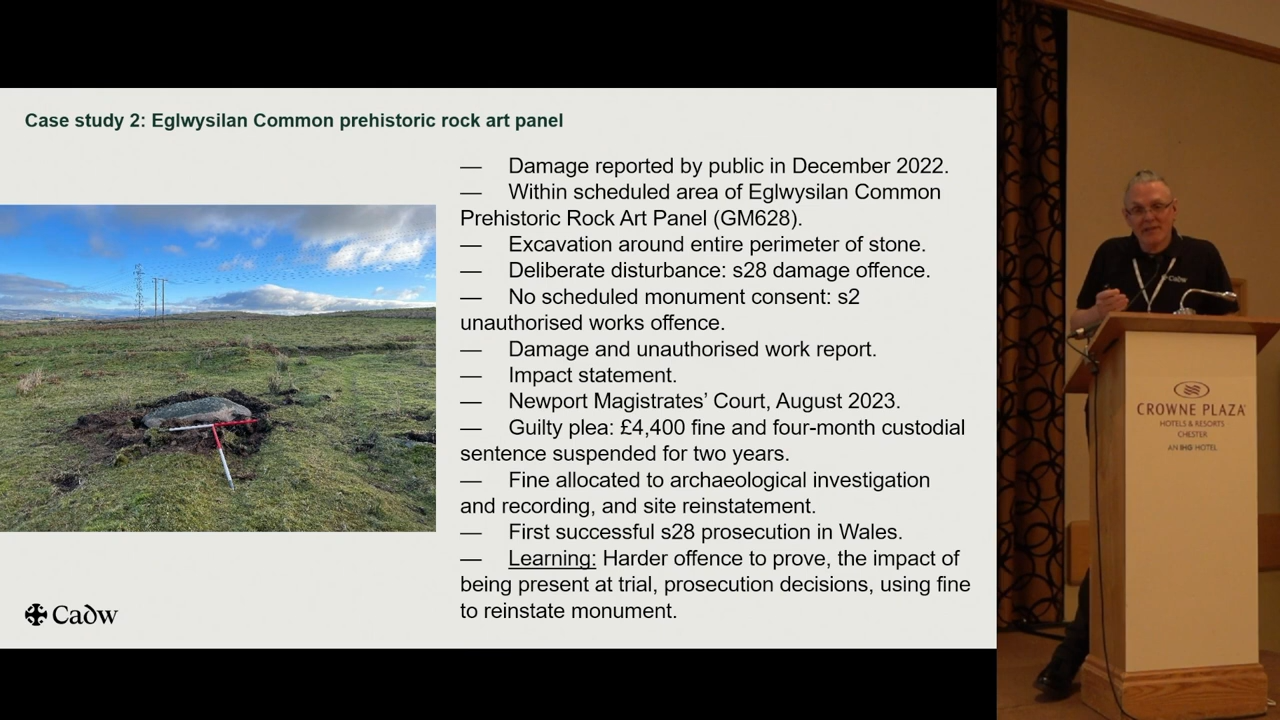 Case study 2: Eglwysilan Common prehistoric rock art panel
— Damage reported by public in December 2022.
— Within scheduled area of Eglwysilan Common
Prehistoric Rock Art Panel (GM628).
— Excavation around entire perimeter of stone.
— Deliberate disturbance: s28 damage offence.
— No scheduled monument consent: s2
unauthorised works offence.
— Damage and unauthorised work report.
— Impact statement.
— Newport Magistrates’ Court, August 2023.
— Guilty plea: £4,400 fine and four-month custodial
sentence suspended for two years.
— Fine allocated to archaeological investigation
and recording, and site reinstatement.
— First successful s28 prosecution in Wales.
— Learning: Harder offence to prove, the impact of
being present at trial, prosecution decisions, using fine
to reinstate monument.
Cadw
Cadw
CROWNE PLAZA
HOTELS & RESORTS
CHESTER
AN IHG HOTEL